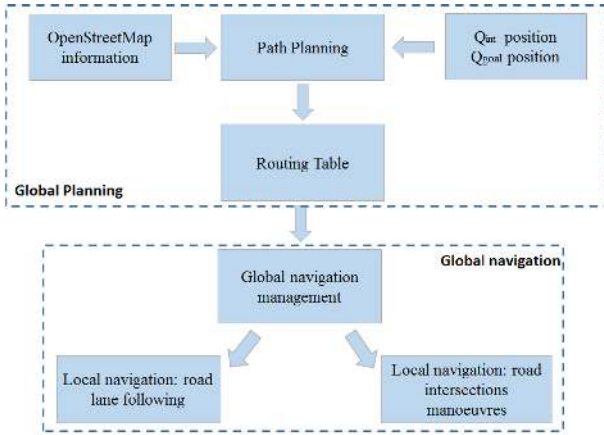 OpenStreetMap
information
Path Planning
Qint position
Qgoal position
Routing Table
Global Planning
Global navigation
Global navigation
management
Local navigation: road
lane following
Local navigation: road
intersections
manoeuvres